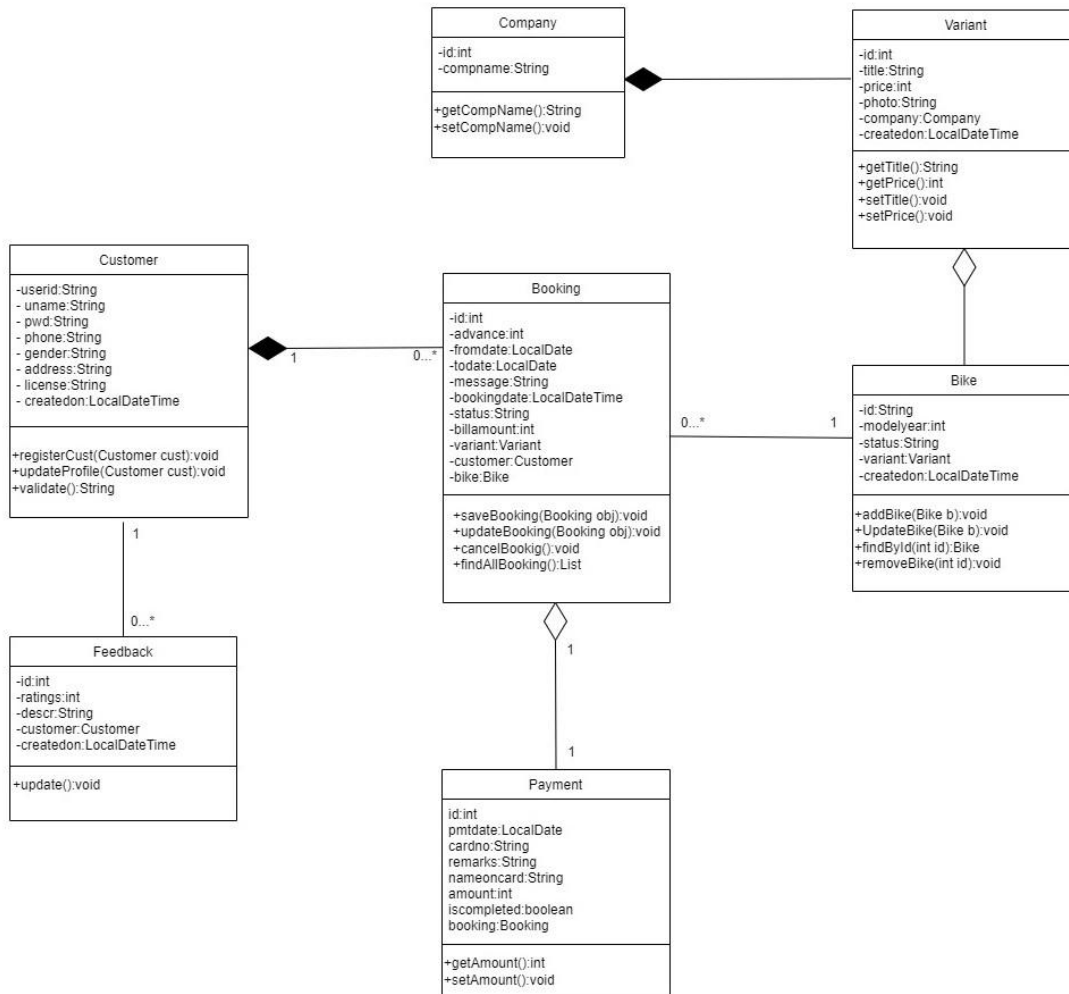 Company
-id:int
-compname:String
+getCompName():String
+setCompName():void
Variant
-id:int
-title:String
-price:int
-photo:String
-company:Company
-createdon:LocalDateTime
+getTitle():String
+getPrice():int
+setTitle():void
+setPrice():void
Customer
-userid:String
- uname:String
- pwd:String
- phone:String
- gender:String
- address:String
- license:String
- createdon:LocalDateTime
+registerCust(Customer cust):void
+updateProfile(Customer cust):void
+validate():String
1
0...*
Booking
-id:int
-advance:int
-fromdate:LocalDate
-todate:LocalDate
-message:String
-bookingdate:LocalDateTime
-status:String
-billamount:int
-variant:Variant
-customer:Customer
-bike:Bike
+saveBooking(Booking obj):void
+updateBooking(Booking obj):void
+cancelBookig():void
+findAllBooking():List
0...*
1
Bike
-id:String
-modelyear:int
-status:String
-variant:Variant
-createdon:LocalDateTime
+addBike(Bike b):void
+UpdateBike(Bike b):void
+findById(int id):Bike
+removeBike(int id):void
1
0...*
Feedback
-id:int
-ratings:int
-descr:String
-customer:Customer
-createdon:LocalDateTime
+update():void
1
1
Payment
id:int
pmtdate:LocalDate
cardno:String
remarks:String
nameoncard:String
amount:int
iscompleted:boolean
booking:Booking
+getAmount():int
+setAmount():void